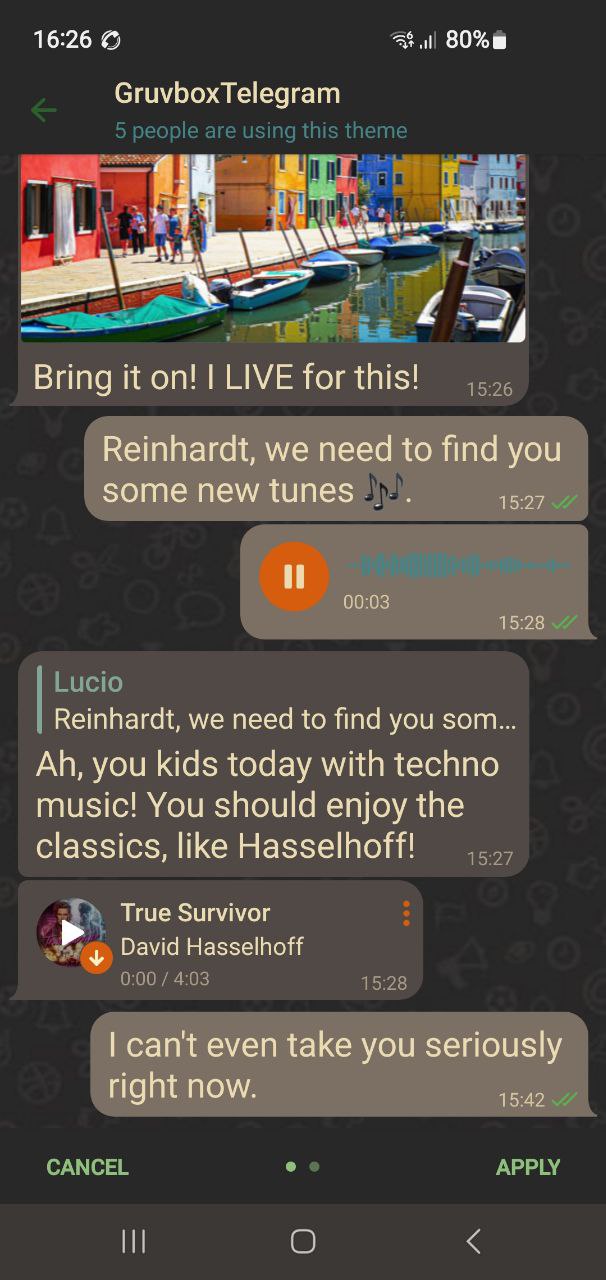 16:26
6
80%
GruvboxTelegram
5 people are using this theme
Bring it on! I LIVE for this!
15:26
Reinhardt, we need to find you
some new tunes 🎶.
15:27
00:03
15:28
Lucio
Reinhardt, we need to find you som...
Ah, you kids today with techno
music! You should enjoy the
classics, like Hasselhoff!
15:27
True Survivor
David Hasselhoff
0:00 / 4:03
15:28
I can't even take you seriously
right now.
15:42
CANCEL
APPLY